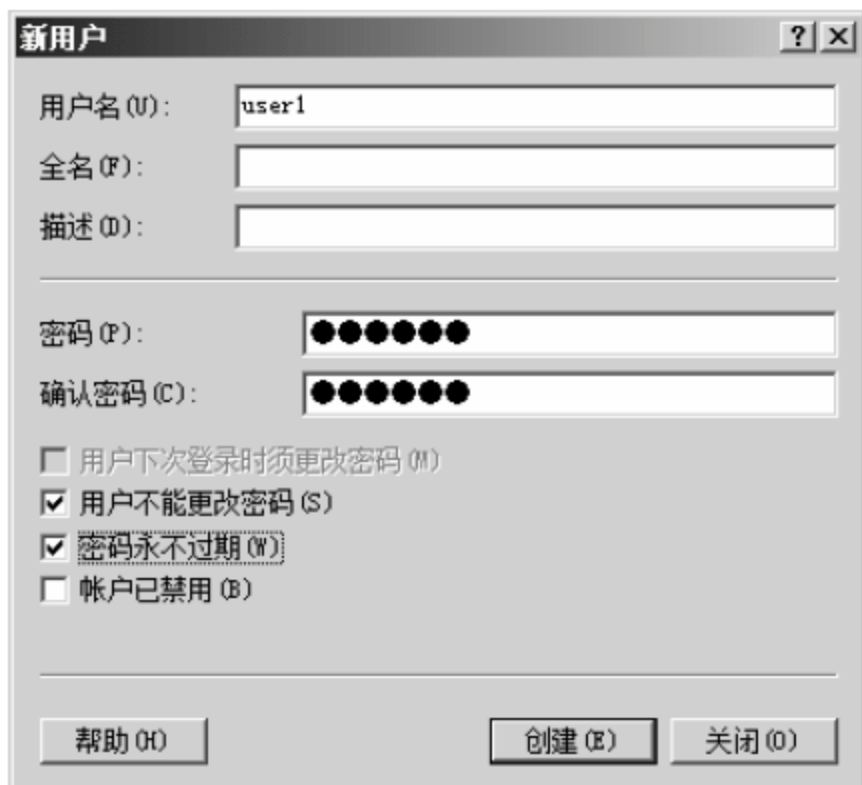 新用户
用户名(U): user1
全名(F):
描述(D):
密码(P): ●●●●●●
确认密码(C): ●●●●●●
用户下次登录时须更改密码(M)
用户不能更改密码(S)
密码永不过期(W)
帐户已禁用(B)
帮助(H) 创建(E) 关闭(O)